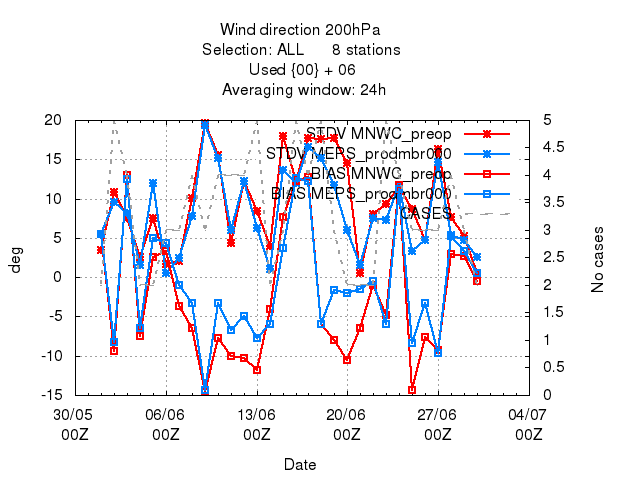 Wind direction 200hPa
Selection: ALL 8 stations
Used {00} + 06
Averaging window: 24h
STDV MNWC_preop
STDV MEPS_prodmbr000
BIAS MNWC_preop
BIAS MEPS_prodmbr000
CASES
20
15
10
5
0
-5
-10
-15
deg
5
4.5
4
3.5
3
2.5
2
1.5
1
0.5
0
No cases
30/05 06/06 13/06 20/06 27/06 04/07
00Z 00Z 00Z 00Z 00Z 00Z
Date